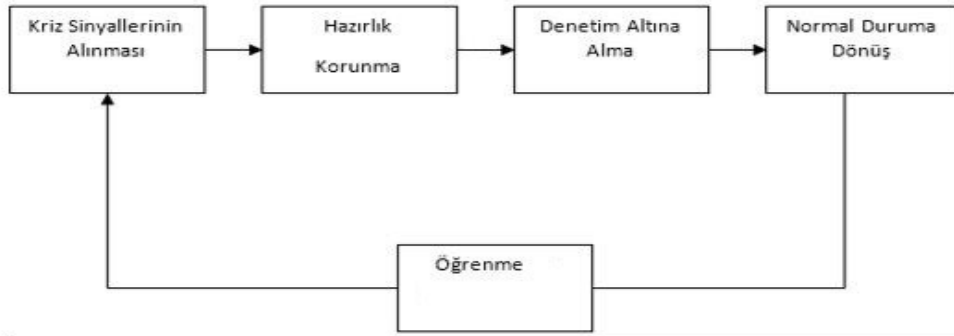 Kriz Sinyallerinin
Alınması
Hazırlık
Korunma
Denetim Altına
Alma
Normal Duruma
Dönüş
Öğrenme